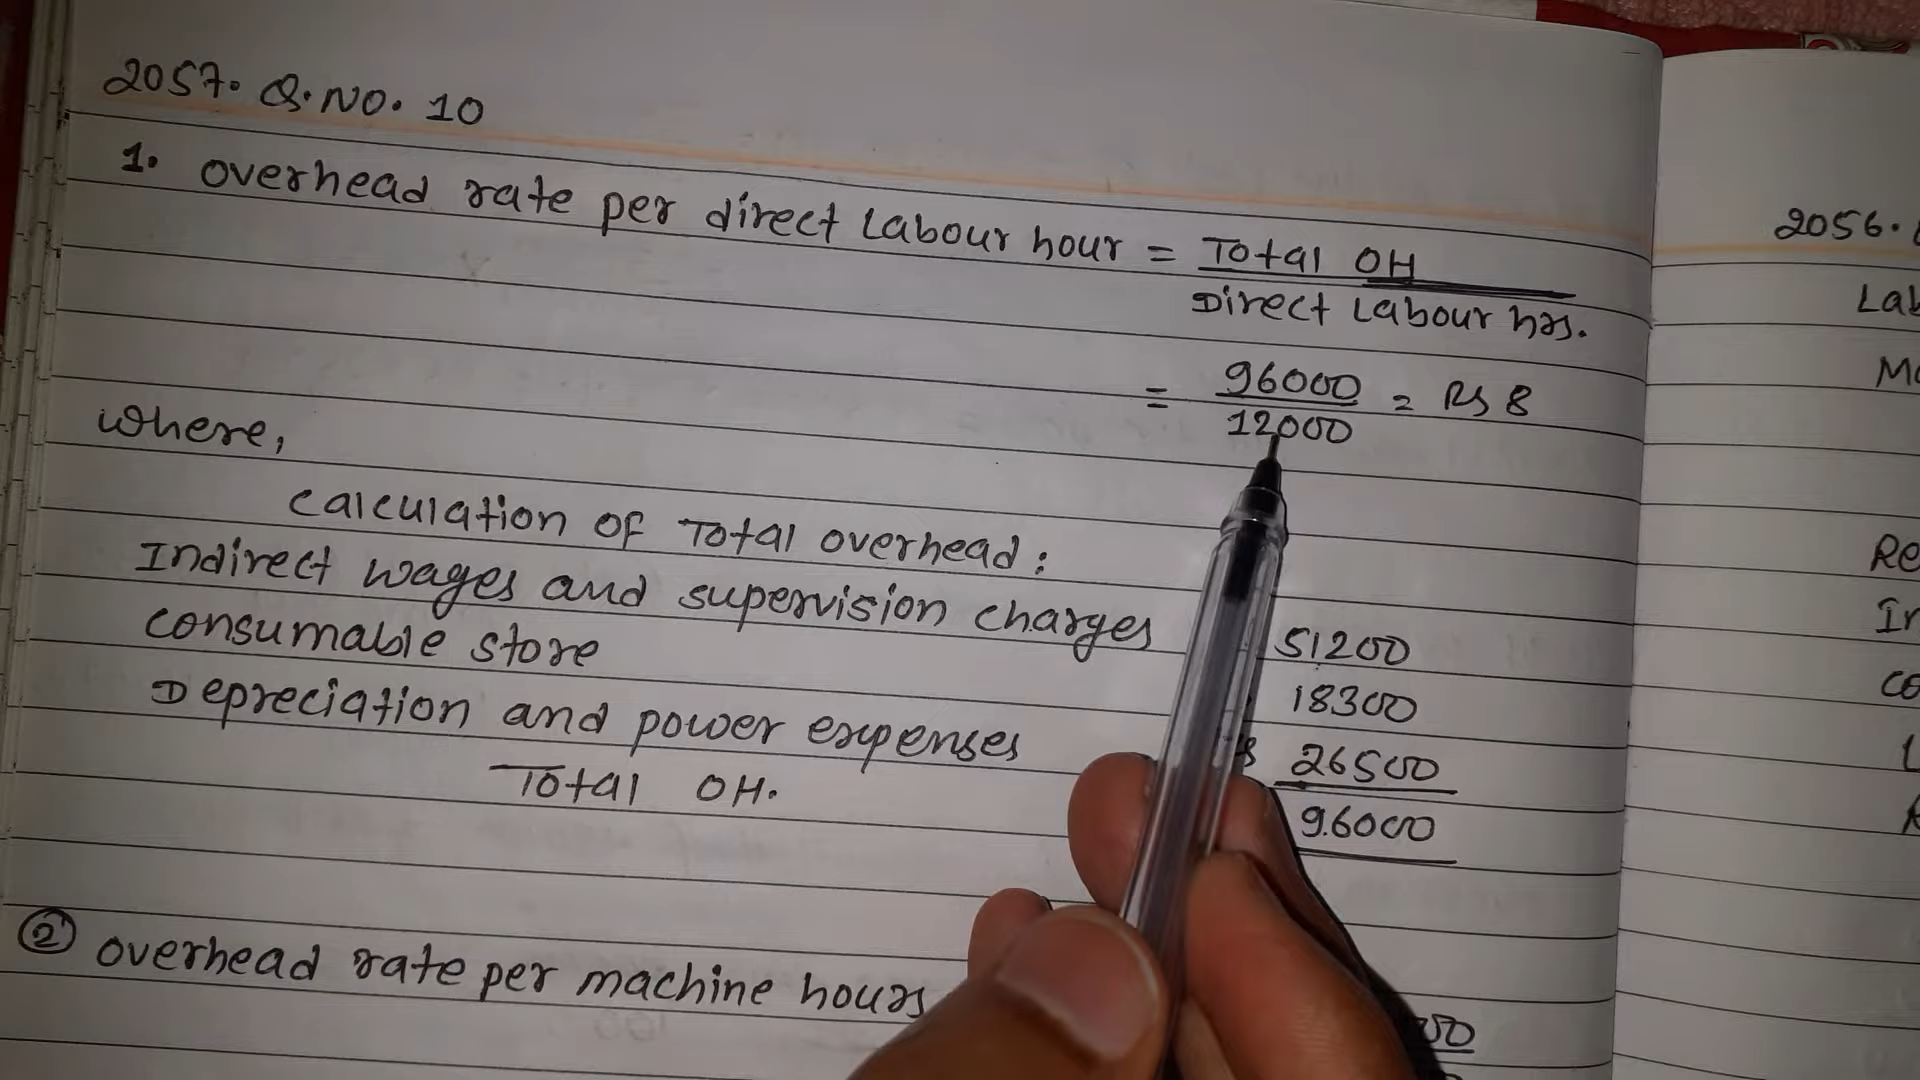 2057. Q.NO. 10
1. overhead rate per direct Labour hour = Total OH
Direct Labour hrs.
= 96000 = Rs 8
12000
where,
calculation of Total overhead:
Indirect wages and supervision charges 51200
consumable store 18300
Depreciation and power expenses 26500
Total OH. 96000
② overhead rate per machine hours
2056.